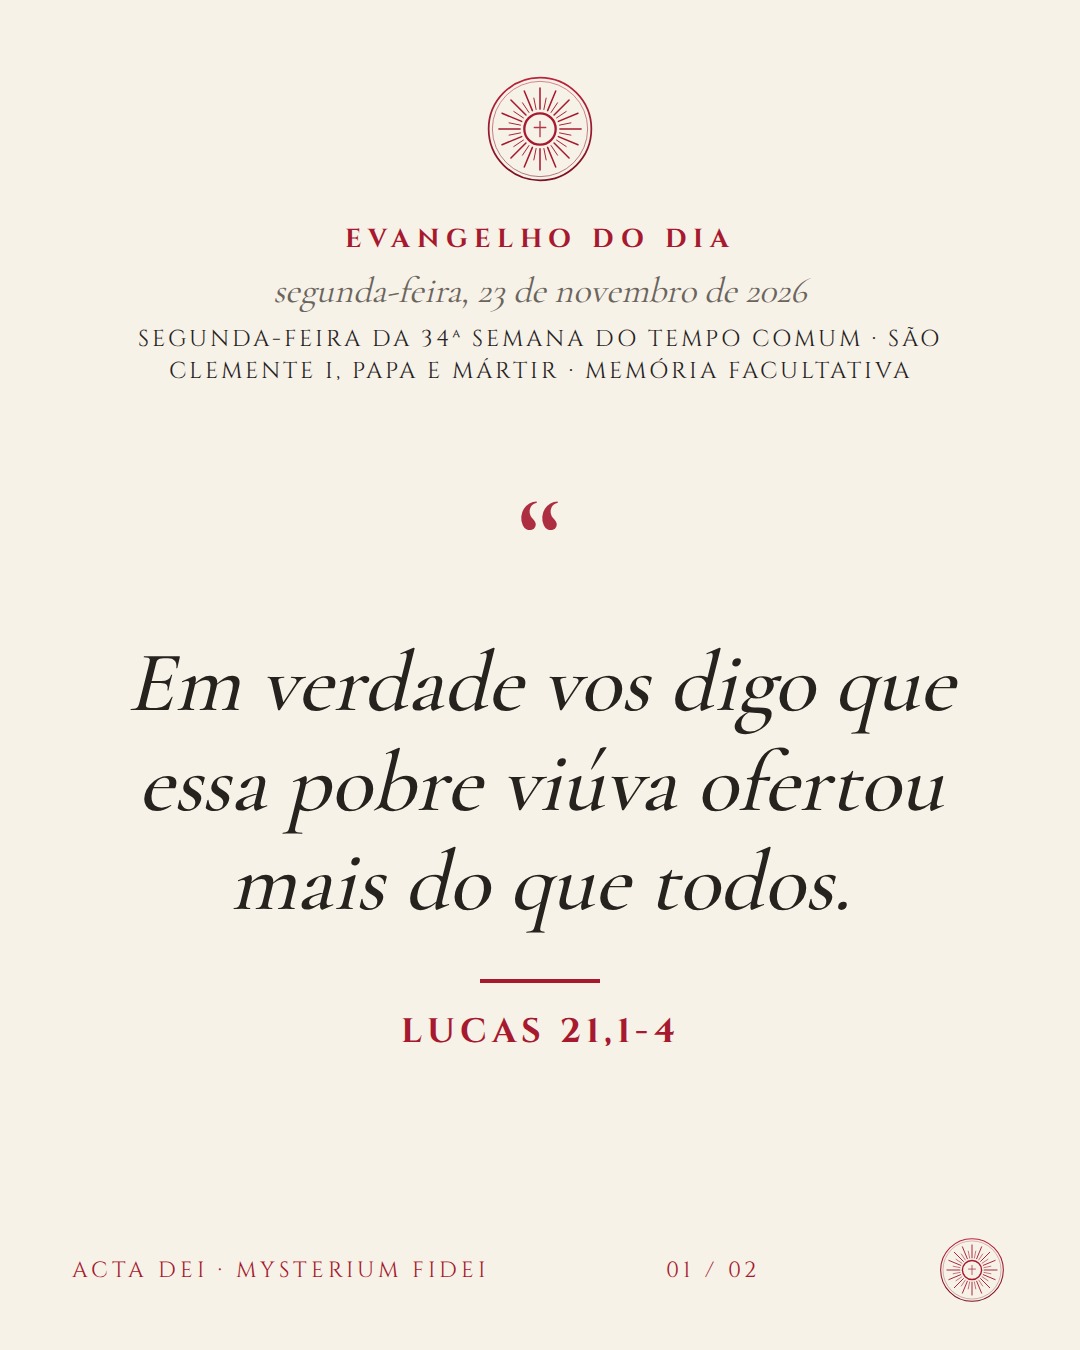 EVANGELHO DO DIA
segunda-feira, 23 de novembro de 2026
SEGUNDA-FEIRA DA 34ª SEMANA DO TEMPO COMUM · SÃO
CLEMENTE I, PAPA E MÁRTIR · MEMÓRIA FACULTATIVA
“
Em verdade vos digo que
essa pobre viúva ofertou
mais do que todos.
LUCAS 21,1-4
ACTA DEI · MYSTERIUM FIDEI
01 / 02